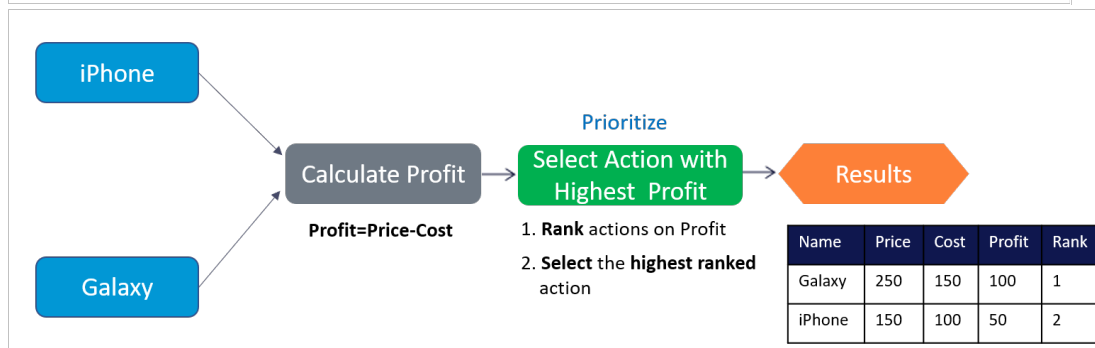 iPhone
Galaxy
Calculate Profit
Profit=Price-Cost
Prioritize
Select Action with
Highest Profit
1. Rank actions on Profit
2. Select the highest ranked
action
Results
Name Price Cost Profit Rank
Galaxy 250 150 100 1
iPhone 150 100 50 2